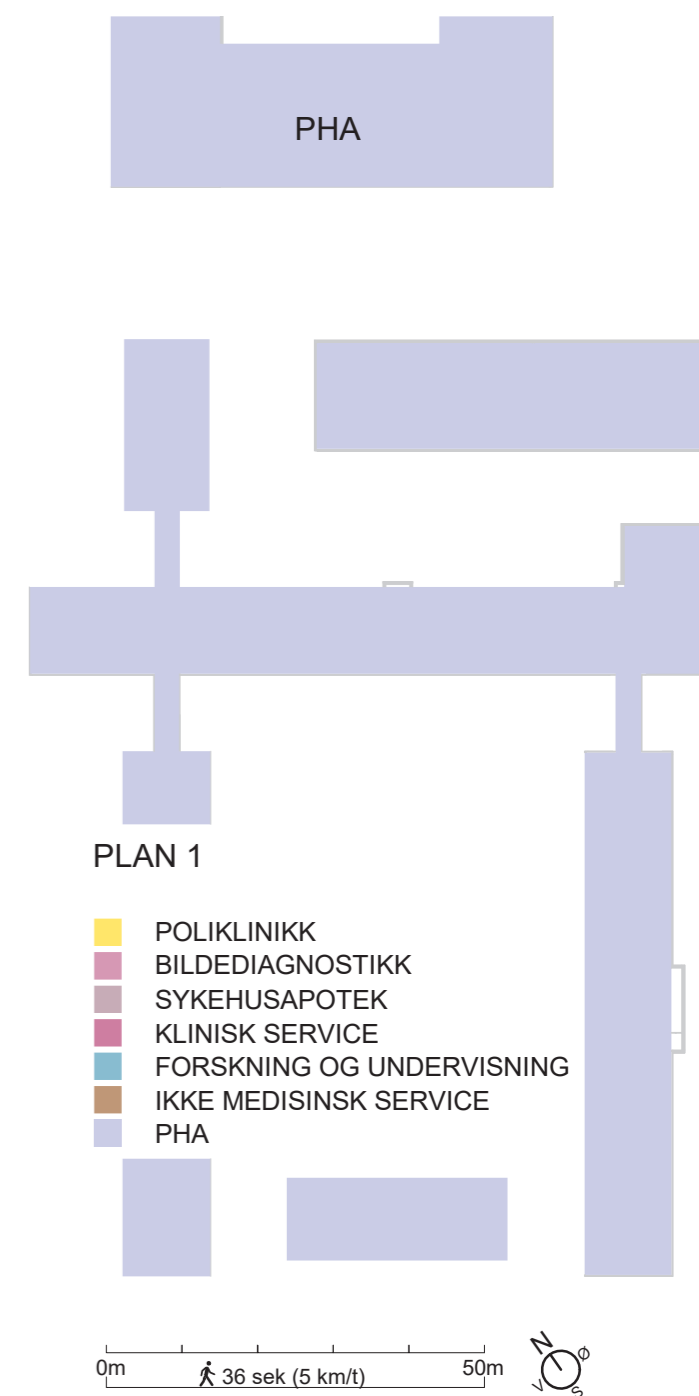 PHA
PLAN 1
POLIKLINIKK
BILDEDIAGNOSTIKK
SYKEHUSAPOTEK
KLINISK SERVICE
FORSKNING OG UNDERVISNING
IKKE MEDISINSK SERVICE
PHA
0m 36 sek (5 km/t) 50m
N
Ø
V
S